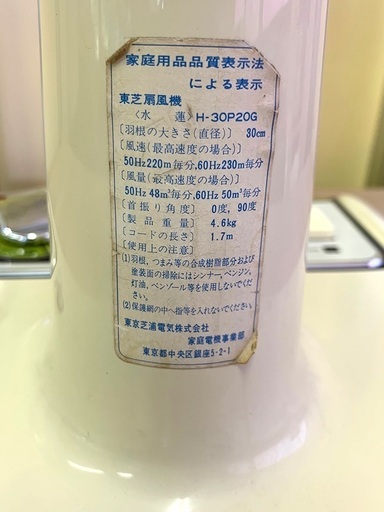 家庭用品品質表示法
による表示
東芝扇風機
〈水 蓮〉H-30P20G
〔羽根の大きさ(直径)〕 30cm
〔風速(最高速度の場合)〕
50Hz220m毎分,60Hz230m毎分
〔風量(最高速度の場合)〕
50Hz 48m³毎分,60Hz 50m³毎分
〔首振り角度〕 0度, 90度
〔製品重量〕 4.6kg
〔コードの長さ〕 1.7m
〔使用上の注意〕
(1)羽根、つまみ等の合成樹脂部分および
塗装面の掃除にはシンナー、ベンジン、
灯油、ベンゾール等を使用しないでくだ
さい。
(2)保護網の中へ指等を入れないでください。
東京芝浦電気株式会社
家庭電機事業部
東京都中央区銀座5-2-1